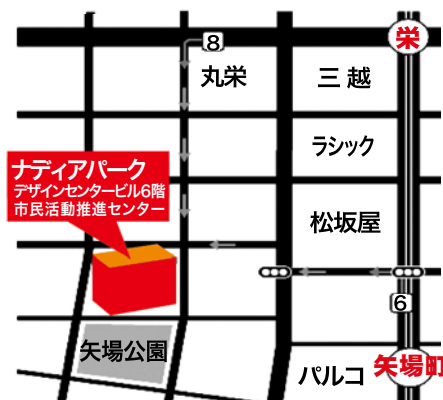 栄
8
丸栄
三越
ラシック
ナディアパーク
デザインセンタービル6階
市民活動推進センター
松坂屋
6
矢場公園
パルコ
矢場町